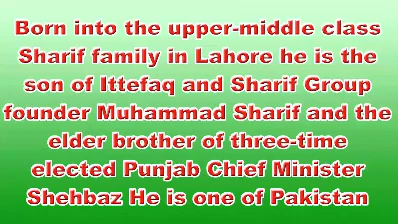 Born into the upper-middle class
Sharif family in Lahore he is the
son of Ittefaq and Sharif Group
founder Muhammad Sharif and the
elder brother of three-time
elected Punjab Chief Minister
Shehbaz He is one of Pakistan